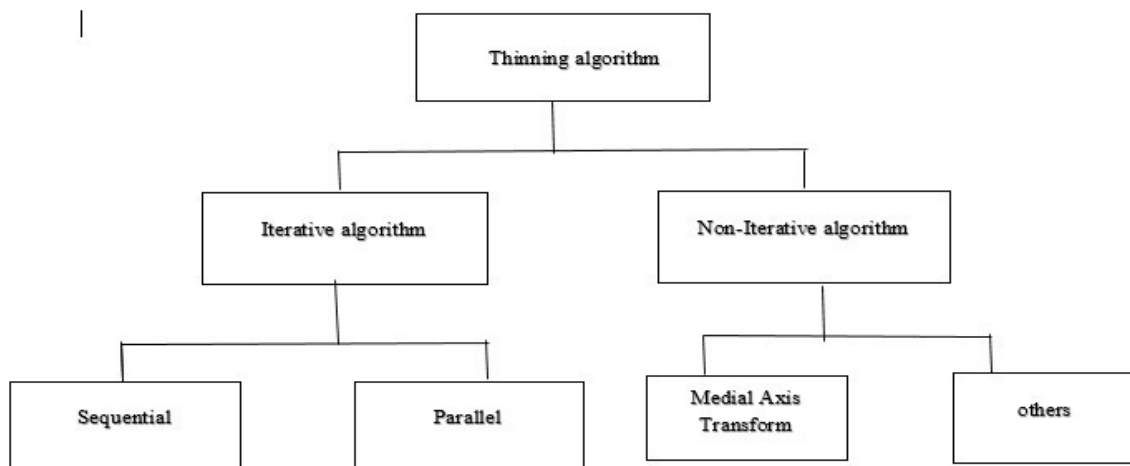 Thinning algorithm
Iterative algorithm
Non-Iterative algorithm
Sequential
Parallel
Medial Axis
Transform
others